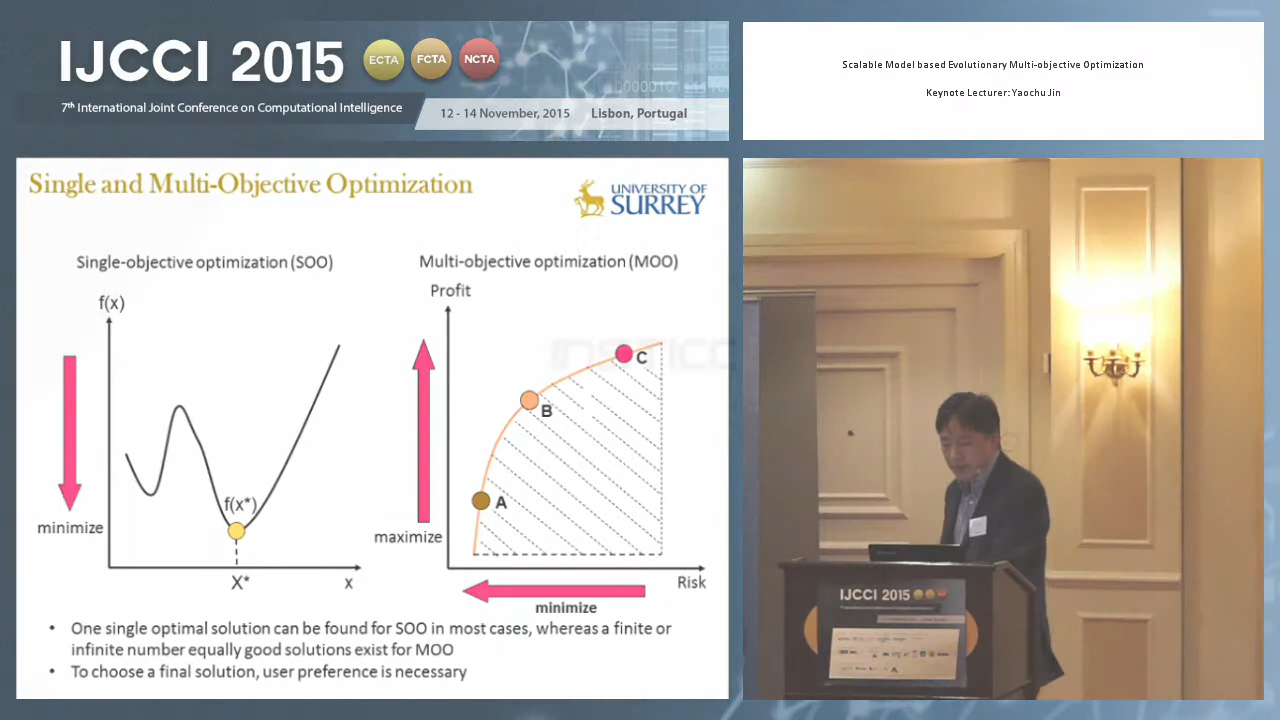 IJCCI 2015
ECTA
FCTA
NCTA
7th International Joint Conference on Computational Intelligence
12 - 14 November, 2015 Lisbon, Portugal
Scalable Model based Evolutionary Multi-objective Optimization
Keynote Lecturer: Yaochu Jin
Single and Multi-Objective Optimization
UNIVERSITY OF
SURREY
Single-objective optimization (SOO)
f(x)
minimize
f(x*)
X*
x
Multi-objective optimization (MOO)
Profit
maximize
A
B
C
Risk
minimize
• One single optimal solution can be found for SOO in most cases, whereas a finite or
infinite number equally good solutions exist for MOO
• To choose a final solution, user preference is necessary
INSTICC
IJCCI 2015